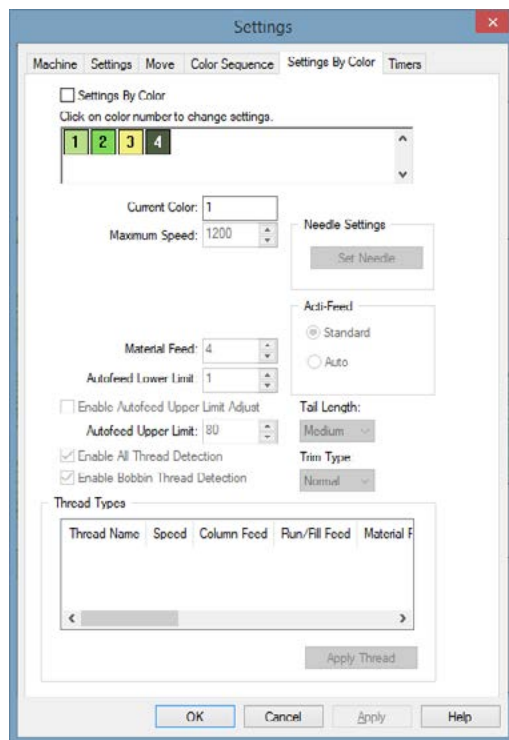 Settings
Machine Settings Move Color Sequence Settings By Color Timers
Settings By Color
Click on color number to change settings.
1 2 3 4
Current Color: 1
Maximum Speed: 1200
Needle Settings
Set Needle
Acti-Feed
Standard
Auto
Material Feed: 4
Autofeed Lower Limit: 1
Enable Autofeed Upper Limit Adjust
Autofeed Upper Limit: 80
Tail Length:
Medium
Enable All Thread Detection
Enable Bobbin Thread Detection
Trim Type
Normal
Thread Types
Thread Name Speed Column Feed Run/Fill Feed Material F
Apply Thread
OK Cancel Apply Help